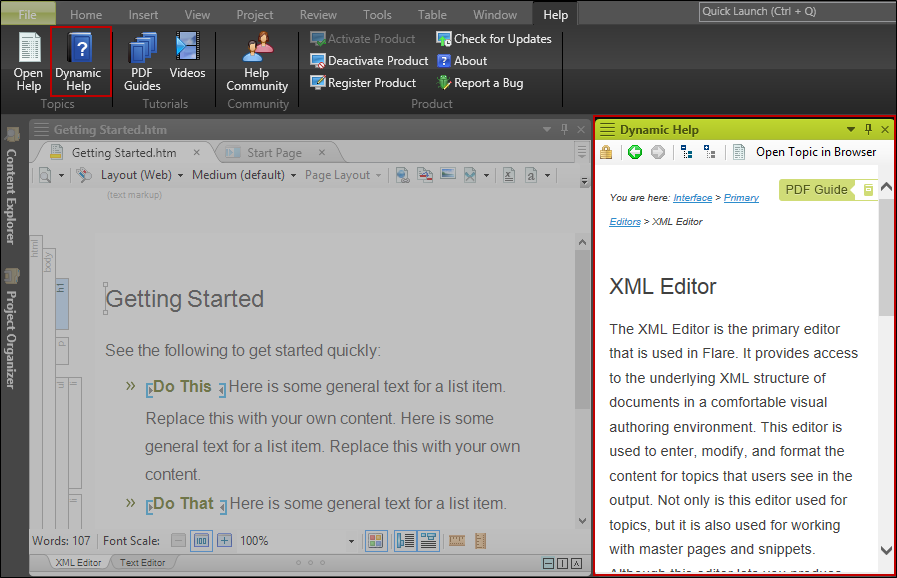 File Home Insert View Project Review Tools Table Window Help Quick Launch (Ctrl + Q)
Open Help
Dynamic Help
PDF Guides
Videos
Help Community
Activate Product
Deactivate Product
Register Product
Check for Updates
About
Report a Bug
Topics Tutorials Community Product
Content Explorer
Project Organizer
Getting Started.htm
Getting Started.htm × Start Page ×
Layout (Web) Medium (default) Page Layout
(text markup)
html
body
h1
p
Getting Started
See the following to get started quickly:
» Do This Here is some general text for a list item.
Replace this with your own content. Here is some
general text for a list item. Replace this with your own
content.
» Do That Here is some general text for a list item.
Words: 107 Font Scale: 100 100%
XML Editor Text Editor
Dynamic Help
Open Topic in Browser
PDF Guide
You are here: Interface > Primary
Editors > XML Editor
XML Editor
The XML Editor is the primary editor
that is used in Flare. It provides access
to the underlying XML structure of
documents in a comfortable visual
authoring environment. This editor is
used to enter, modify, and format the
content for topics that users see in the
output. Not only is this editor used for
topics, but it is also used for working
with master pages and snippets.
Although this editor lets you produce